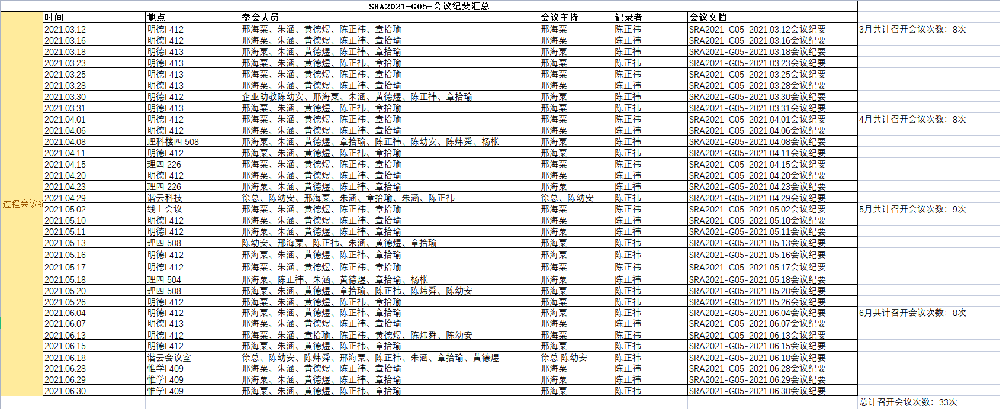 SRA2021-G05-会议纪要汇总
时间 地点 参会人员 会议主持 记录者 会议文档
2021.03.12 明德I 412 邢海粟、朱涵、黄德煜、陈正祎、章拾瑜 邢海粟 陈正祎 SRA2021-G05-2021.03.12会议纪要 3月共计召开会议次数：8次
2021.03.16 明德I 412 邢海粟、朱涵、黄德煜、陈正祎、章拾瑜 邢海粟 陈正祎 SRA2021-G05-2021.03.16会议纪要
2021.03.18 明德I 413 邢海粟、朱涵、黄德煜、陈正祎、章拾瑜 邢海粟 陈正祎 SRA2021-G05-2021.03.18会议纪要
2021.03.23 明德I 412 邢海粟、朱涵、黄德煜、陈正祎、章拾瑜 邢海粟 陈正祎 SRA2021-G05-2021.03.23会议纪要
2021.03.25 明德I 413 邢海粟、朱涵、黄德煜、陈正祎、章拾瑜 邢海粟 陈正祎 SRA2021-G05-2021.03.25会议纪要
2021.03.28 明德I 413 邢海粟、朱涵、黄德煜、陈正祎、章拾瑜 邢海粟 陈正祎 SRA2021-G05-2021.03.28会议纪要
2021.03.30 明德I 412 企业助教陈幼安、邢海粟、朱涵、黄德煜、陈正祎、章拾瑜 邢海粟 陈正祎 SRA2021-G05-2021.03.30会议纪要
2021.03.31 明德I 413 邢海粟、朱涵、黄德煜、陈正祎、章拾瑜 邢海粟 陈正祎 SRA2021-G05-2021.03.31会议纪要
2021.04.01 明德I 412 邢海粟、朱涵、黄德煜、陈正祎、章拾瑜 邢海粟 陈正祎 SRA2021-G05-2021.04.01会议纪要 4月共计召开会议次数：8次
2021.04.06 明德I 412 邢海粟、朱涵、黄德煜、陈正祎、章拾瑜 邢海粟 陈正祎 SRA2021-G05-2021.04.06会议纪要
2021.04.08 理科楼四 508 邢海粟、朱涵、黄德煜、章拾瑜、陈正祎、陈幼安、陈炜舜、杨枨 邢海粟 陈正祎 SRA2021-G05-2021.04.08会议纪要
2021.04.11 明德I 412 邢海粟、朱涵、黄德煜、陈正祎、章拾瑜 邢海粟 陈正祎 SRA2021-G05-2021.04.11会议纪要
2021.04.15 理四 226 邢海粟、朱涵、黄德煜、陈正祎、章拾瑜 邢海粟 陈正祎 SRA2021-G05-2021.04.15会议纪要
2021.04.20 明德I 412 邢海粟、朱涵、黄德煜、陈正祎、章拾瑜 邢海粟 陈正祎 SRA2021-G05-2021.04.20会议纪要
2021.04.23 理四 226 邢海粟、朱涵、黄德煜、陈正祎、章拾瑜 邢海粟 陈正祎 SRA2021-G05-2021.04.23会议纪要
2021.04.29 谐云科技 徐总、陈幼安、邢海粟、朱涵、章拾瑜、朱涵、陈正祎 徐总、陈幼安 陈正祎 SRA2021-G05-2021.04.29会议纪要
过程会议纪
2021.05.02 线上会议 邢海粟、朱涵、黄德煜、陈正祎、章拾瑜 邢海粟 陈正祎 SRA2021-G05-2021.05.02会议纪要 5月共计召开会议次数：9次
2021.05.10 明德I 412 邢海粟、朱涵、黄德煜、陈正祎、章拾瑜 邢海粟 陈正祎 SRA2021-G05-2021.05.10会议纪要
2021.05.11 明德I 412 邢海粟、朱涵、黄德煜、陈正祎、章拾瑜 邢海粟 陈正祎 SRA2021-G05-2021.05.11会议纪要
2021.05.13 理四 508 陈幼安、邢海粟、陈正祎、朱涵、黄德煜、章拾瑜 邢海粟 陈正祎 SRA2021-G05-2021.05.13会议纪要
2021.05.16 明德I 412 邢海粟、朱涵、黄德煜、陈正祎、章拾瑜 邢海粟 陈正祎 SRA2021-G05-2021.05.16会议纪要
2021.05.17 明德I 412 邢海粟、朱涵、黄德煜、陈正祎、章拾瑜 邢海粟 陈正祎 SRA2021-G05-2021.05.17会议纪要
2021.05.18 理四 504 邢海粟、陈正祎、朱涵、黄德煜、章拾瑜、杨枨 邢海粟 陈正祎 SRA2021-G05-2021.05.18会议纪要
2021.05.20 理四 508 邢海粟、朱涵、黄德煜、章拾瑜、陈正祎、陈炜舜、陈幼安 邢海粟 陈正祎 SRA2021-G05-2021.05.20会议纪要
2021.05.26 明德I 412 邢海粟、朱涵、黄德煜、陈正祎、章拾瑜 邢海粟 陈正祎 SRA2021-G05-2021.05.26会议纪要
2021.06.04 明德I 412 邢海粟、朱涵、黄德煜、陈正祎、章拾瑜 邢海粟 陈正祎 SRA2021-G05-2021.06.04会议纪要 6月共计召开会议次数：8次
2021.06.07 明德I 413 邢海粟、朱涵、黄德煜、陈正祎、章拾瑜 邢海粟 陈正祎 SRA2021-G05-2021.06.07会议纪要
2021.06.13 明德I 412 邢海粟、朱涵、章拾瑜、陈正祎、黄德煜、陈炜舜、陈幼安 邢海粟 陈正祎 SRA2021-G05-2021.06.13会议纪要
2021.06.15 明德I 412 邢海粟、朱涵、黄德煜、陈正祎、章拾瑜 邢海粟 陈正祎 SRA2021-G05-2021.06.15会议纪要
2021.06.18 谐云会议室 徐总、陈幼安、陈炜舜、邢海粟、陈正祎、朱涵、章拾瑜、黄德煜 徐总 陈幼安 陈正祎 SRA2021-G05-2021.06.18会议纪要
2021.06.28 惟学I 409 邢海粟、朱涵、黄德煜、陈正祎、章拾瑜 邢海粟 陈正祎 SRA2021-G05-2021.06.28会议纪要
2021.06.29 惟学I 409 邢海粟、朱涵、黄德煜、陈正祎、章拾瑜 邢海粟 陈正祎 SRA2021-G05-2021.06.29会议纪要
2021.06.30 惟学I 409 邢海粟、朱涵、黄德煜、陈正祎、章拾瑜 邢海粟 陈正祎 SRA2021-G05-2021.06.30会议纪要
总计召开会议次数：33次